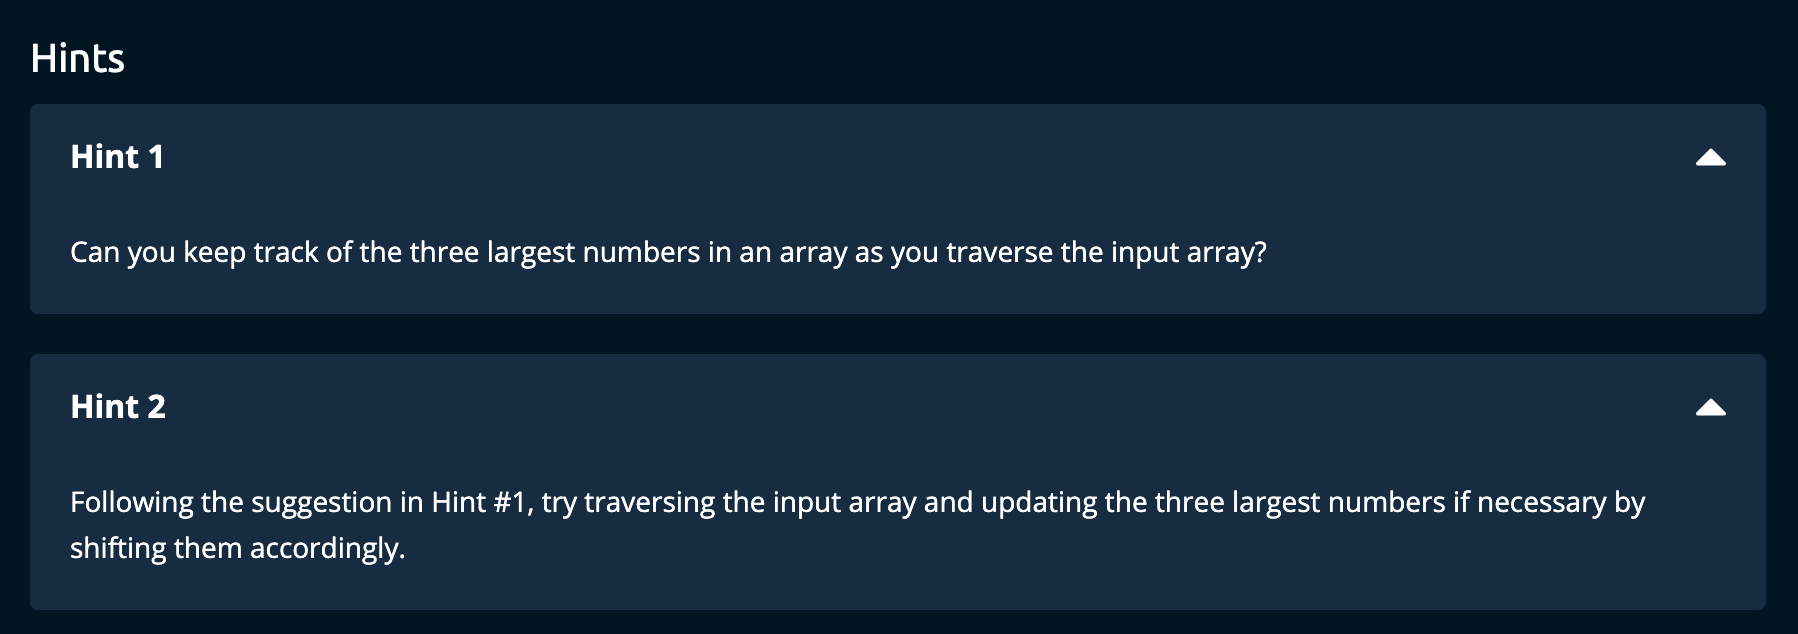 Hints
Hint 1
Can you keep track of the three largest numbers in an array as you traverse the input array?
Hint 2
Following the suggestion in Hint #1, try traversing the input array and updating the three largest numbers if necessary by
shifting them accordingly.